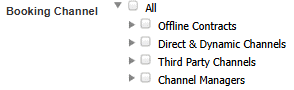 Booking Channel All
Offline Contracts
Direct & Dynamic Channels
Third Party Channels
Channel Managers